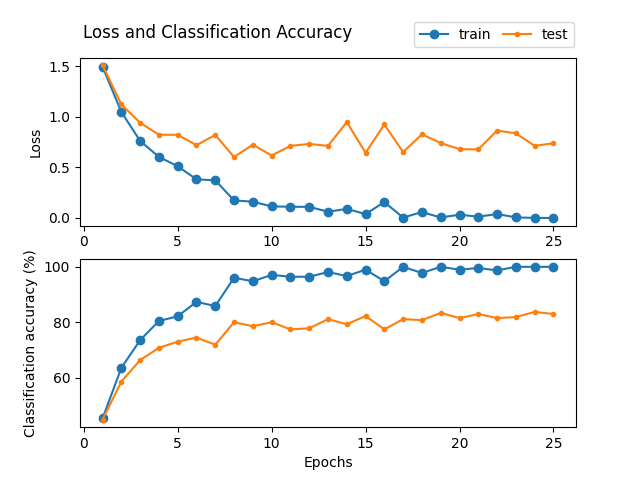 Loss and Classification Accuracy
train test
1.5
1.0
0.5
0.0
Loss
0 5 10 15 20 25
100
80
60
Classification accuracy (%)
0 5 10 15 20 25
Epochs